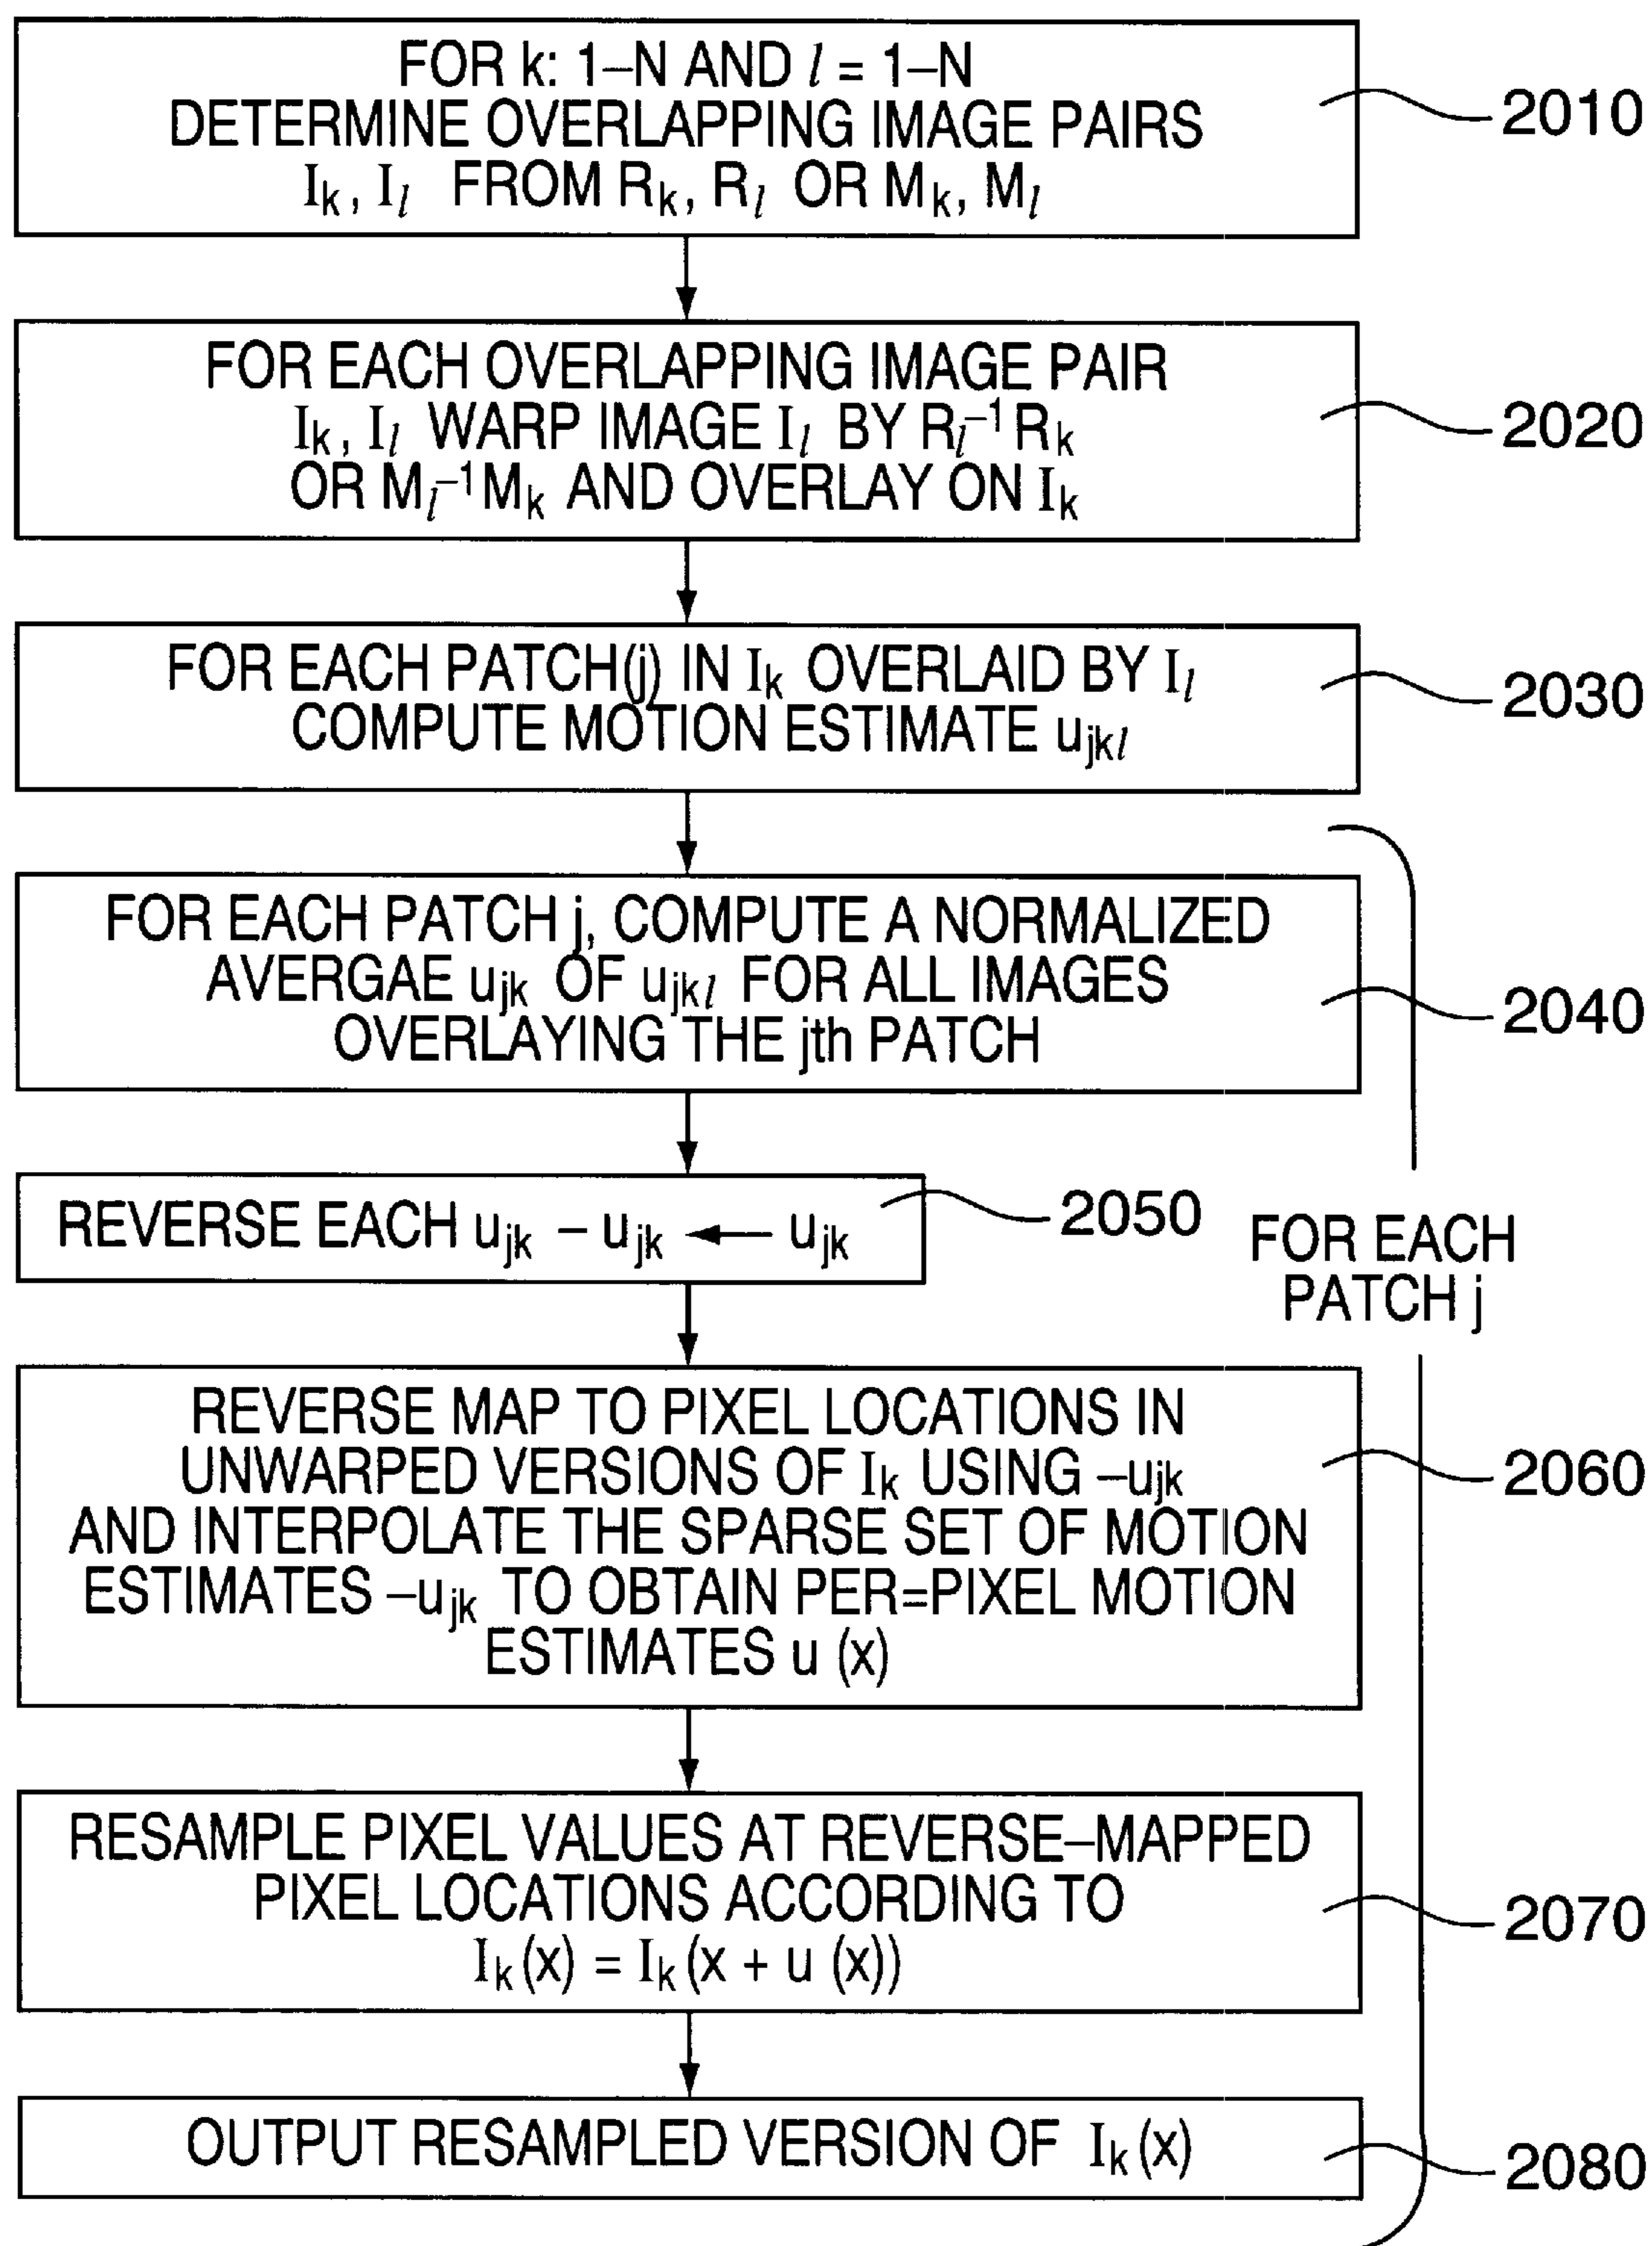 FOR k: 1–N AND l = 1–N
DETERMINE OVERLAPPING IMAGE PAIRS
Iₖ, Iₗ FROM Rₖ, Rₗ OR Mₖ, Mₗ
2010
FOR EACH OVERLAPPING IMAGE PAIR
Iₖ, Iₗ WARP IMAGE Iₗ BY Rₗ⁻¹Rₖ
OR Mₗ⁻¹Mₖ AND OVERLAY ON Iₖ
2020
FOR EACH PATCH(j) IN Iₖ OVERLAID BY Iₗ
COMPUTE MOTION ESTIMATE uⱼₖₗ
2030
FOR EACH PATCH j, COMPUTE A NORMALIZED
AVERGAE uⱼₖ OF uⱼₖₗ FOR ALL IMAGES
OVERLAYING THE jth PATCH
2040
REVERSE EACH uⱼₖ – uⱼₖ ← uⱼₖ
2050
FOR EACH
PATCH j
REVERSE MAP TO PIXEL LOCATIONS IN
UNWARPED VERSIONS OF Iₖ USING –uⱼₖ
AND INTERPOLATE THE SPARSE SET OF MOTION
ESTIMATES –uⱼₖ TO OBTAIN PER=PIXEL MOTION
ESTIMATES u (x)
2060
RESAMPLE PIXEL VALUES AT REVERSE–MAPPED
PIXEL LOCATIONS ACCORDING TO
Iₖ(x) = Iₖ(x + u (x))
2070
OUTPUT RESAMPLED VERSION OF Iₖ(x)
2080